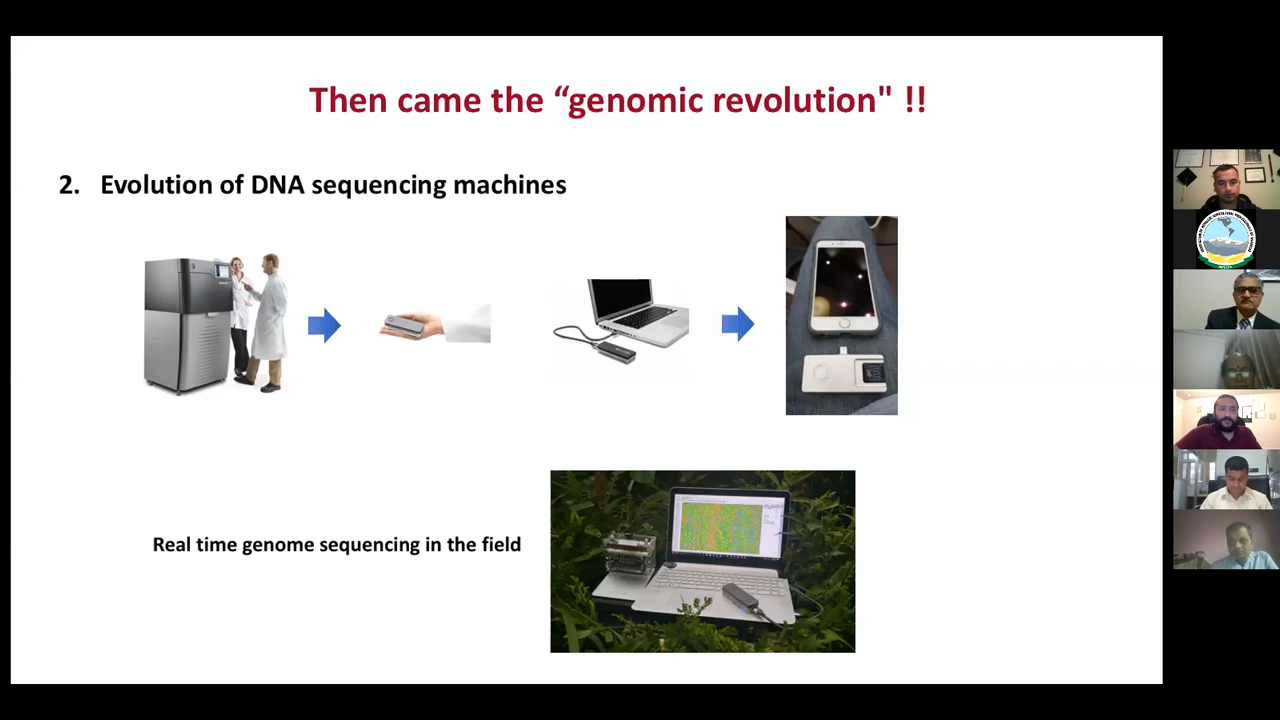 Then came the “genomic revolution" !!
2. Evolution of DNA sequencing machines
Real time genome sequencing in the field